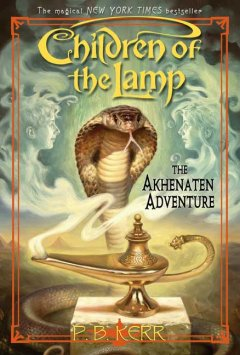 The magical NEW YORK TIMES bestseller
Children of
the Lamp
THE
AKHENATEN
ADVENTURE
P. B. KERR